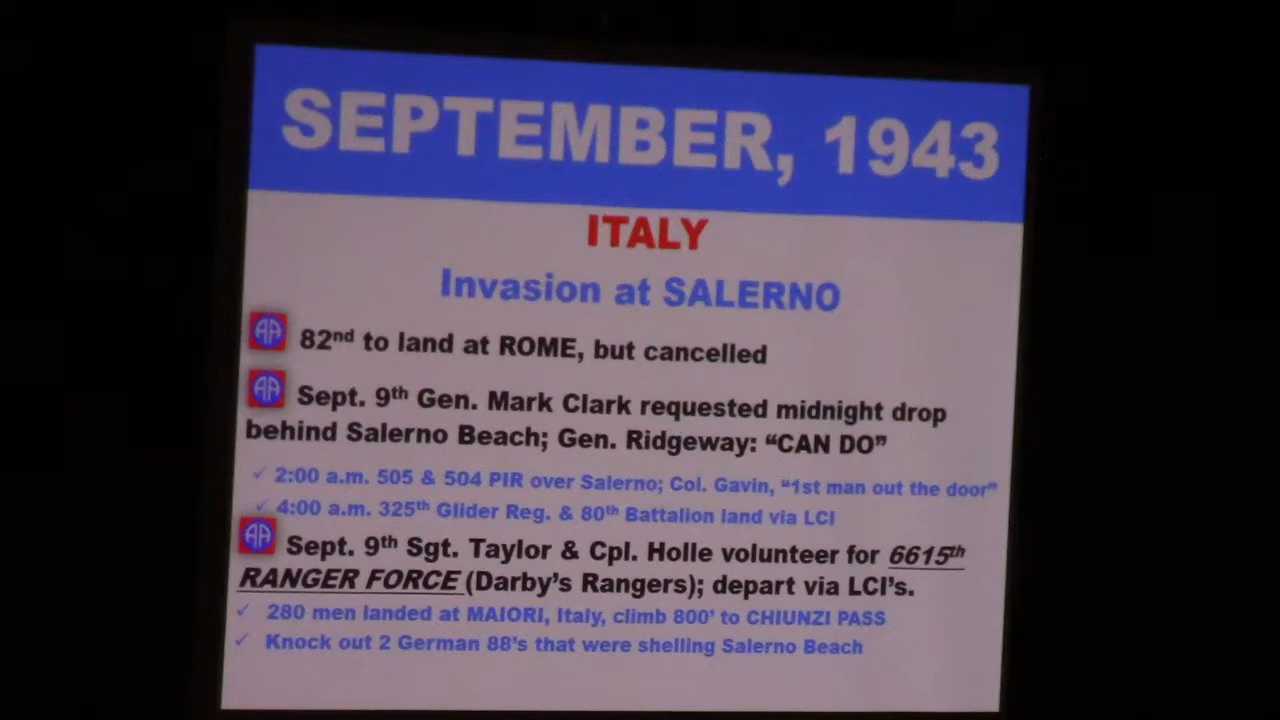 SEPTEMBER, 1943
ITALY
Invasion at SALERNO
AA 82nd to land at ROME, but cancelled
AA Sept. 9th Gen. Mark Clark requested midnight drop
behind Salerno Beach; Gen. Ridgeway: “CAN DO”
✓ 2:00 a.m. 505 & 504 PIR over Salerno; Col. Gavin, “1st man out the door”
✓ 4:00 a.m. 325th Glider Reg. & 80th Battalion land via LCI
AA Sept. 9th Sgt. Taylor & Cpl. Holle volunteer for 6615th
RANGER FORCE (Darby’s Rangers); depart via LCI’s.
✓ 280 men landed at MAIORI, Italy, climb 800’ to CHIUNZI PASS
✓ Knock out 2 German 88’s that were shelling Salerno Beach